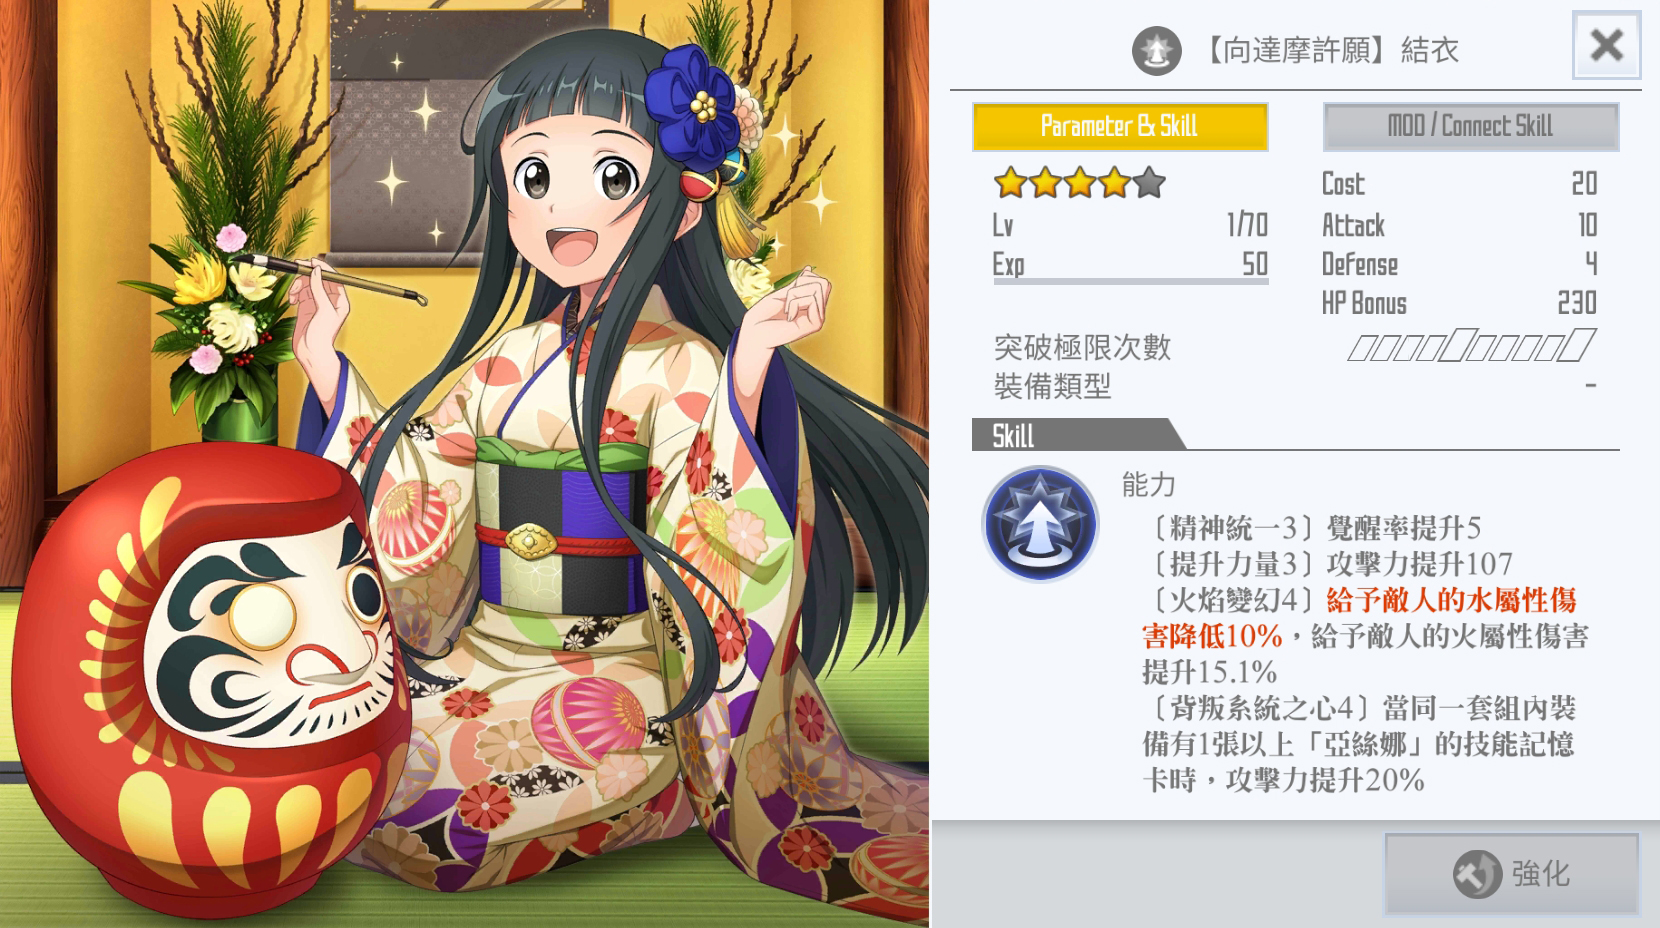 【向達摩許願】結衣
Parameter & Skill
MOD / Connect Skill
Lv 1/70
Exp 50
Cost 20
Attack 10
Defense 4
HP Bonus 230
突破極限次數
裝備類型 -
Skill
能力
〔精神統一3〕覺醒率提升5
〔提升力量3〕攻擊力提升107
〔火焰變幻4〕給予敵人的水屬性傷
害降低10%，給予敵人的火屬性傷害
提升15.1%
〔背叛系統之心4〕當同一套組內裝
備有1張以上「亞絲娜」的技能記憶
卡時，攻擊力提升20%
強化